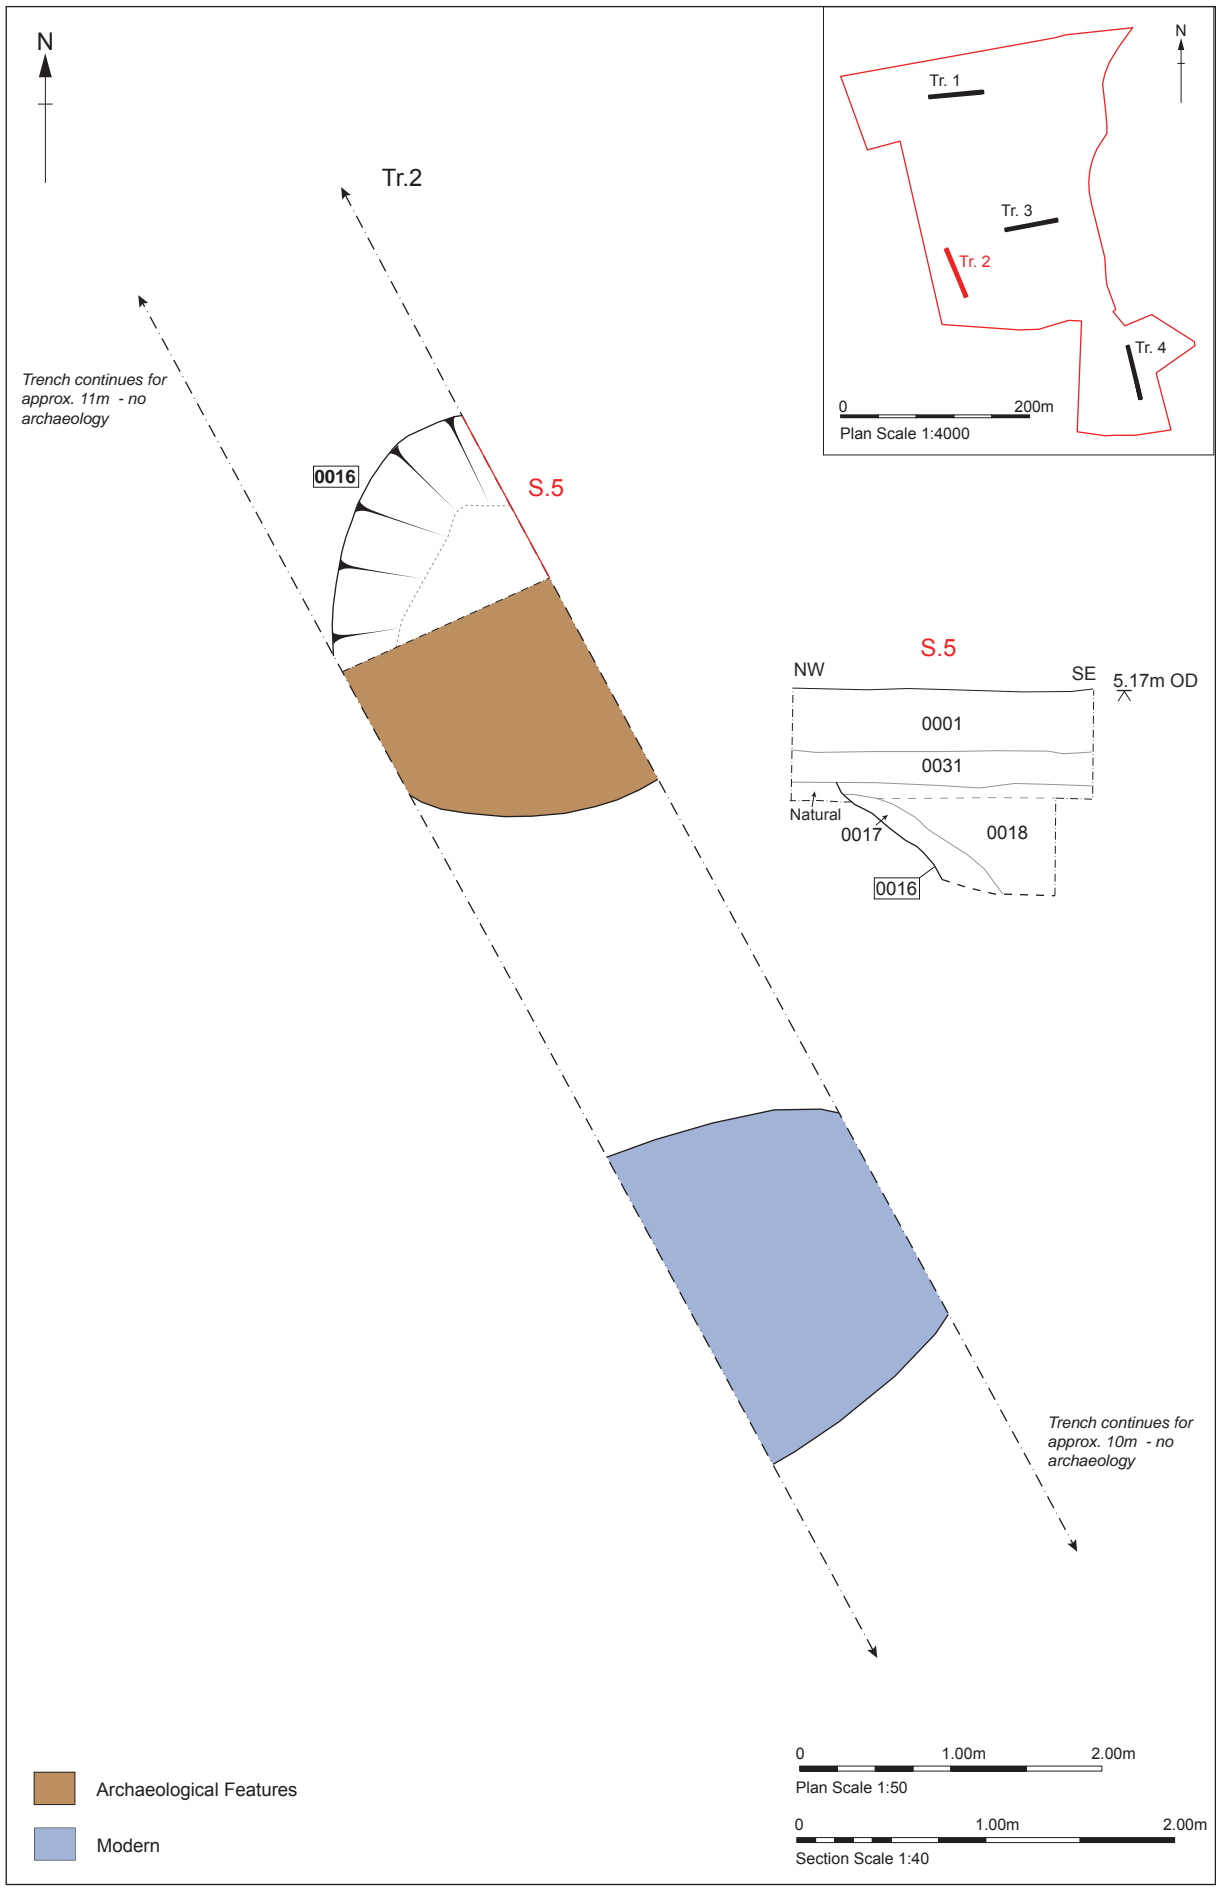 N
Tr.2
Trench continues for
approx. 11m - no
archaeology
0016
S.5
N
Tr. 1
Tr. 3
Tr. 2
Tr. 4
0 200m
Plan Scale 1:4000
S.5
NW SE 5.17m OD
0001
0031
Natural
0017 0018
0016
Trench continues for
approx. 10m - no
archaeology
Archaeological Features
Modern
0 1.00m 2.00m
Plan Scale 1:50
0 1.00m 2.00m
Section Scale 1:40